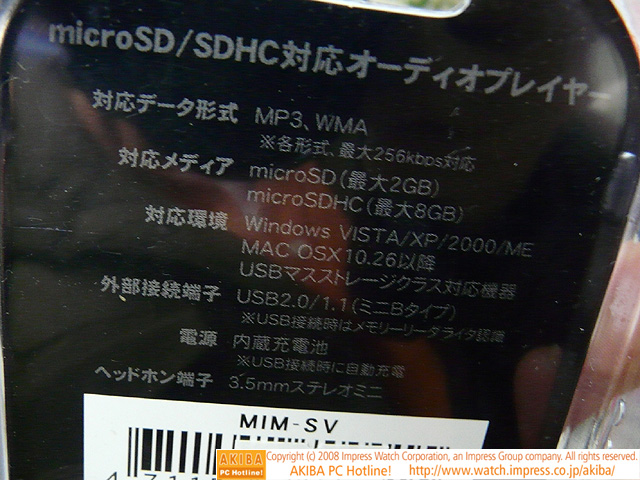 microSD/SDHC対応オーディオプレイヤー
対応データ形式 MP3、WMA
※各形式、最大256kbps対応
対応メディア microSD(最大2GB)
microSDHC(最大8GB)
対応環境 Windows VISTA/XP/2000/ME
MAC OSX10.26以降
USBマスストレージクラス対応機器
外部接続端子 USB2.0/1.1(ミニBタイプ)
※USB接続時はメモリーリーダライタ認識
電源 内蔵充電池
※USB接続時に自動充電
ヘッドホン端子 3.5mmステレオミニ
MIM-SV
AKIBA PC Hotline!
Copyright (c) 2008 Impress Watch Corporation, an Impress Group company. All rights reserved.
AKIBA PC Hotline! http://www.watch.impress.co.jp/akiba/